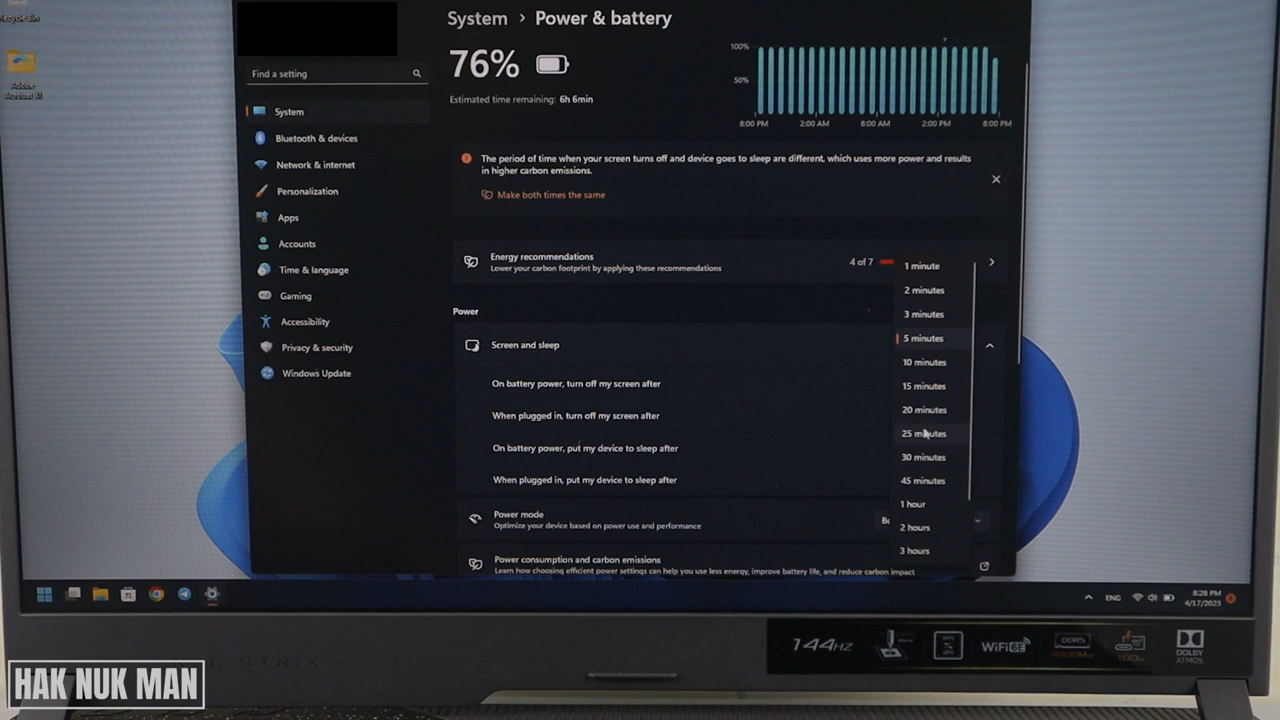 Recycle Bin
Adobe
Acrobat XI
System > Power & battery
76%
Estimated time remaining: 6h 6min
100%
50%
8:00 PM 2:00 AM 8:00 AM 2:00 PM 8:00 PM
Find a setting
System
Bluetooth & devices
Network & internet
Personalization
Apps
Accounts
Time & language
Gaming
Accessibility
Privacy & security
Windows Update
The period of time when your screen turns off and device goes to sleep are different, which uses more power and results
in higher carbon emissions.
Make both times the same
Energy recommendations
Lower your carbon footprint by applying these recommendations
4 of 7
Power
Screen and sleep
On battery power, turn off my screen after
When plugged in, turn off my screen after
On battery power, put my device to sleep after
When plugged in, put my device to sleep after
Power mode
Optimize your device based on power use and performance
Be
Power consumption and carbon emissions
Learn how choosing efficient power settings can help you use less energy, improve battery life, and reduce carbon impact
1 minute
2 minutes
3 minutes
5 minutes
10 minutes
15 minutes
20 minutes
25 minutes
30 minutes
45 minutes
1 hour
2 hours
3 hours
ENG
8:28 PM
4/17/2023
144HZ
WiFi 6E
DDR5
DOLBY
ATMOS
HAK NUK MAN